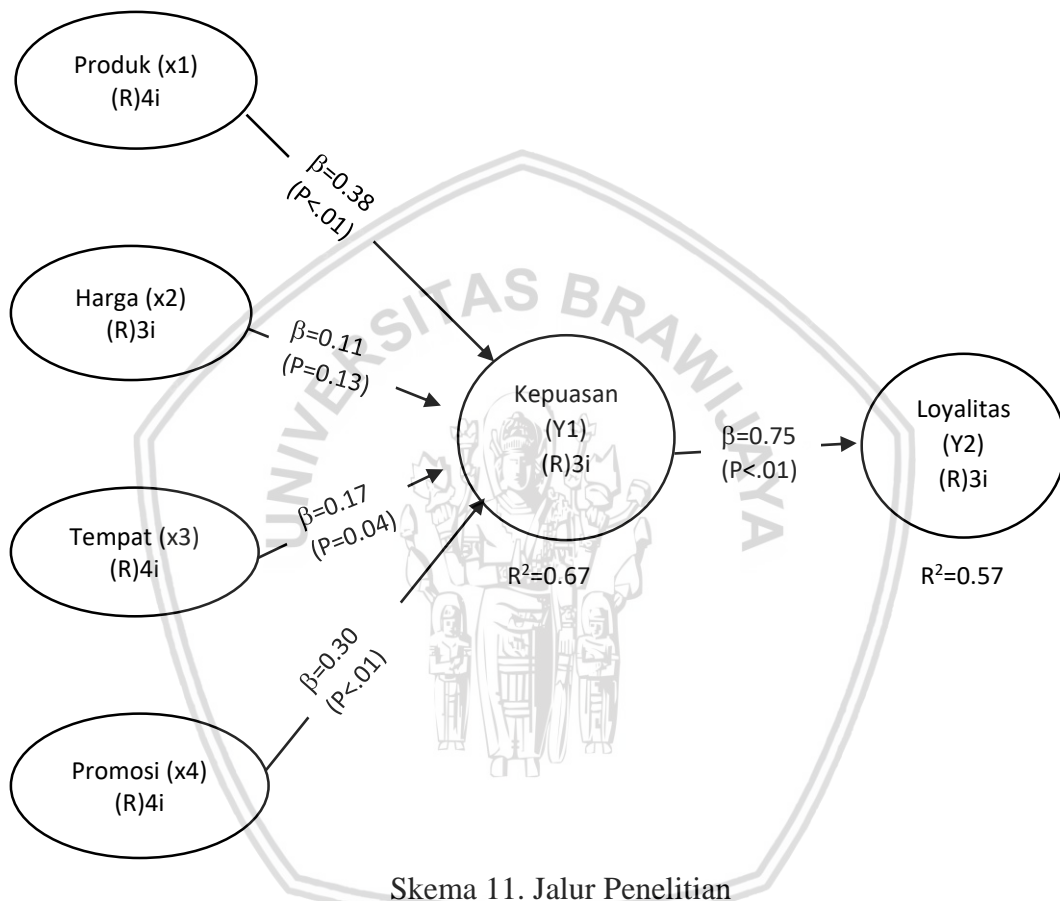 Produk (x1)
(R)4i
β=0.38
(P<.01)
Harga (x2)
(R)3i
β=0.11
(P=0.13)
Tempat (x3)
(R)4i
β=0.17
(P=0.04)
Promosi (x4)
(R)4i
β=0.30
(P<.01)
Kepuasan
(Y1)
(R)3i
R²=0.67
β=0.75
(P<.01)
Loyalitas
(Y2)
(R)3i
R²=0.57
UNIVERSITAS BRAWIJAYA
Skema 11. Jalur Penelitian